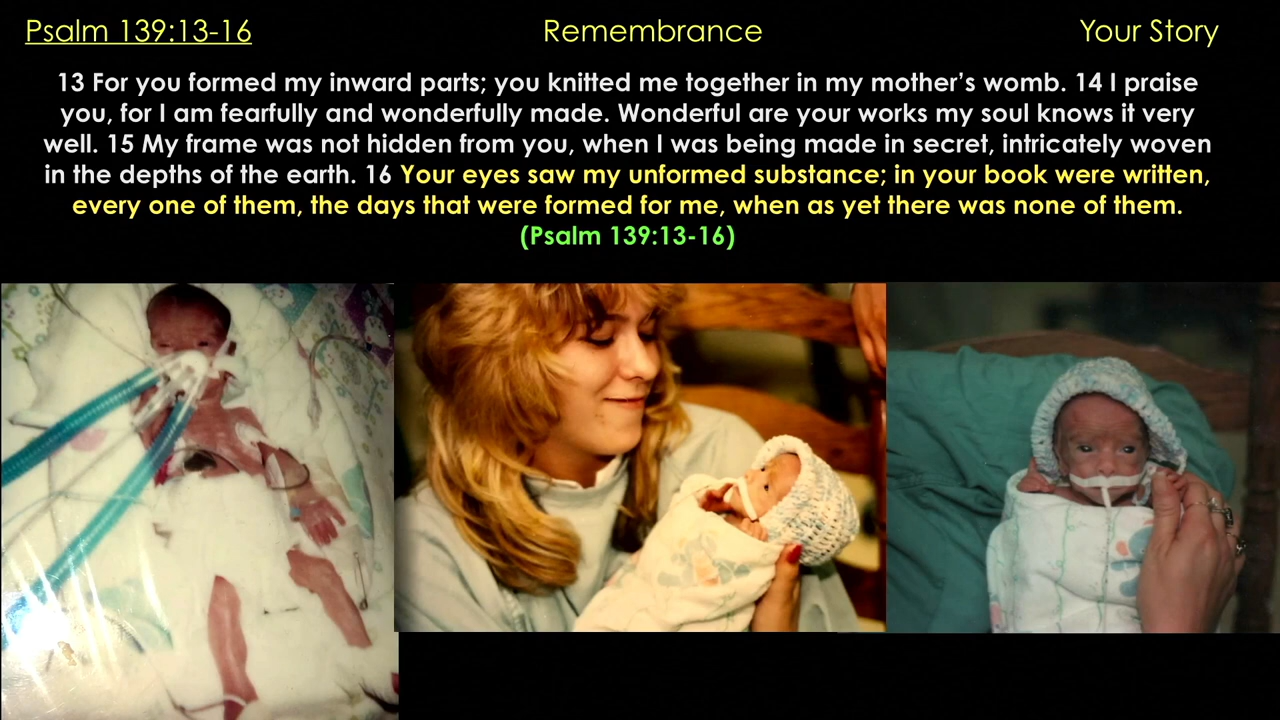 Psalm 139:13-16 Remembrance Your Story
13 For you formed my inward parts; you knitted me together in my mother’s womb. 14 I praise
you, for I am fearfully and wonderfully made. Wonderful are your works my soul knows it very
well. 15 My frame was not hidden from you, when I was being made in secret, intricately woven
in the depths of the earth. 16 Your eyes saw my unformed substance; in your book were written,
every one of them, the days that were formed for me, when as yet there was none of them.
(Psalm 139:13-16)